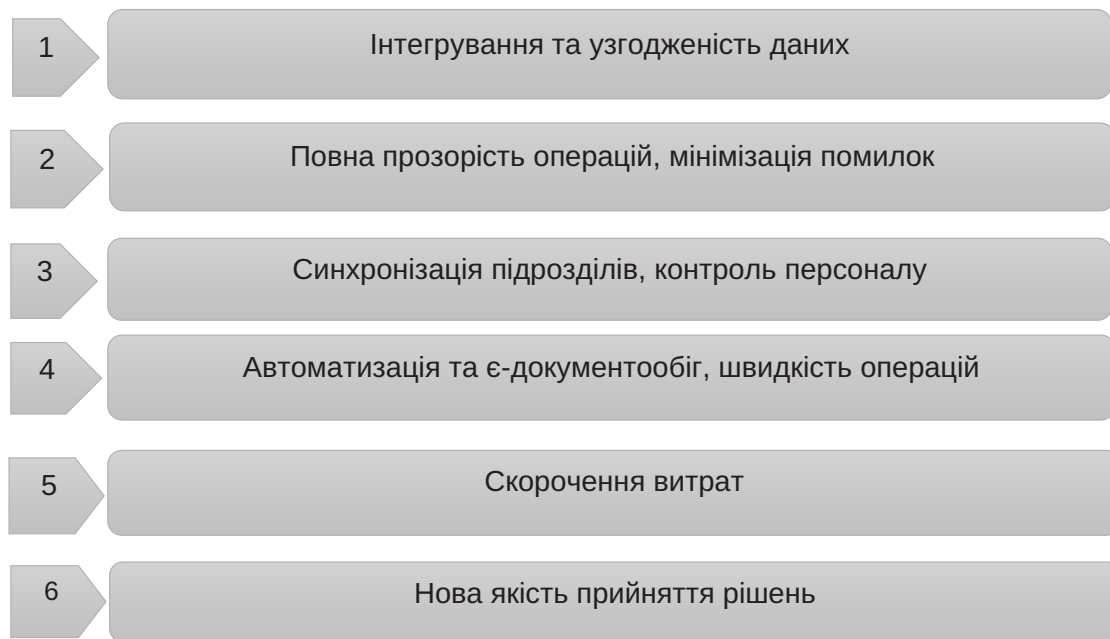 1 Інтегрування та узгодженість даних
2 Повна прозорість операцій, мінімізація помилок
3 Синхронізація підрозділів, контроль персоналу
4 Автоматизація та є-документообіг, швидкість операцій
5 Скорочення витрат
6 Нова якість прийняття рішень